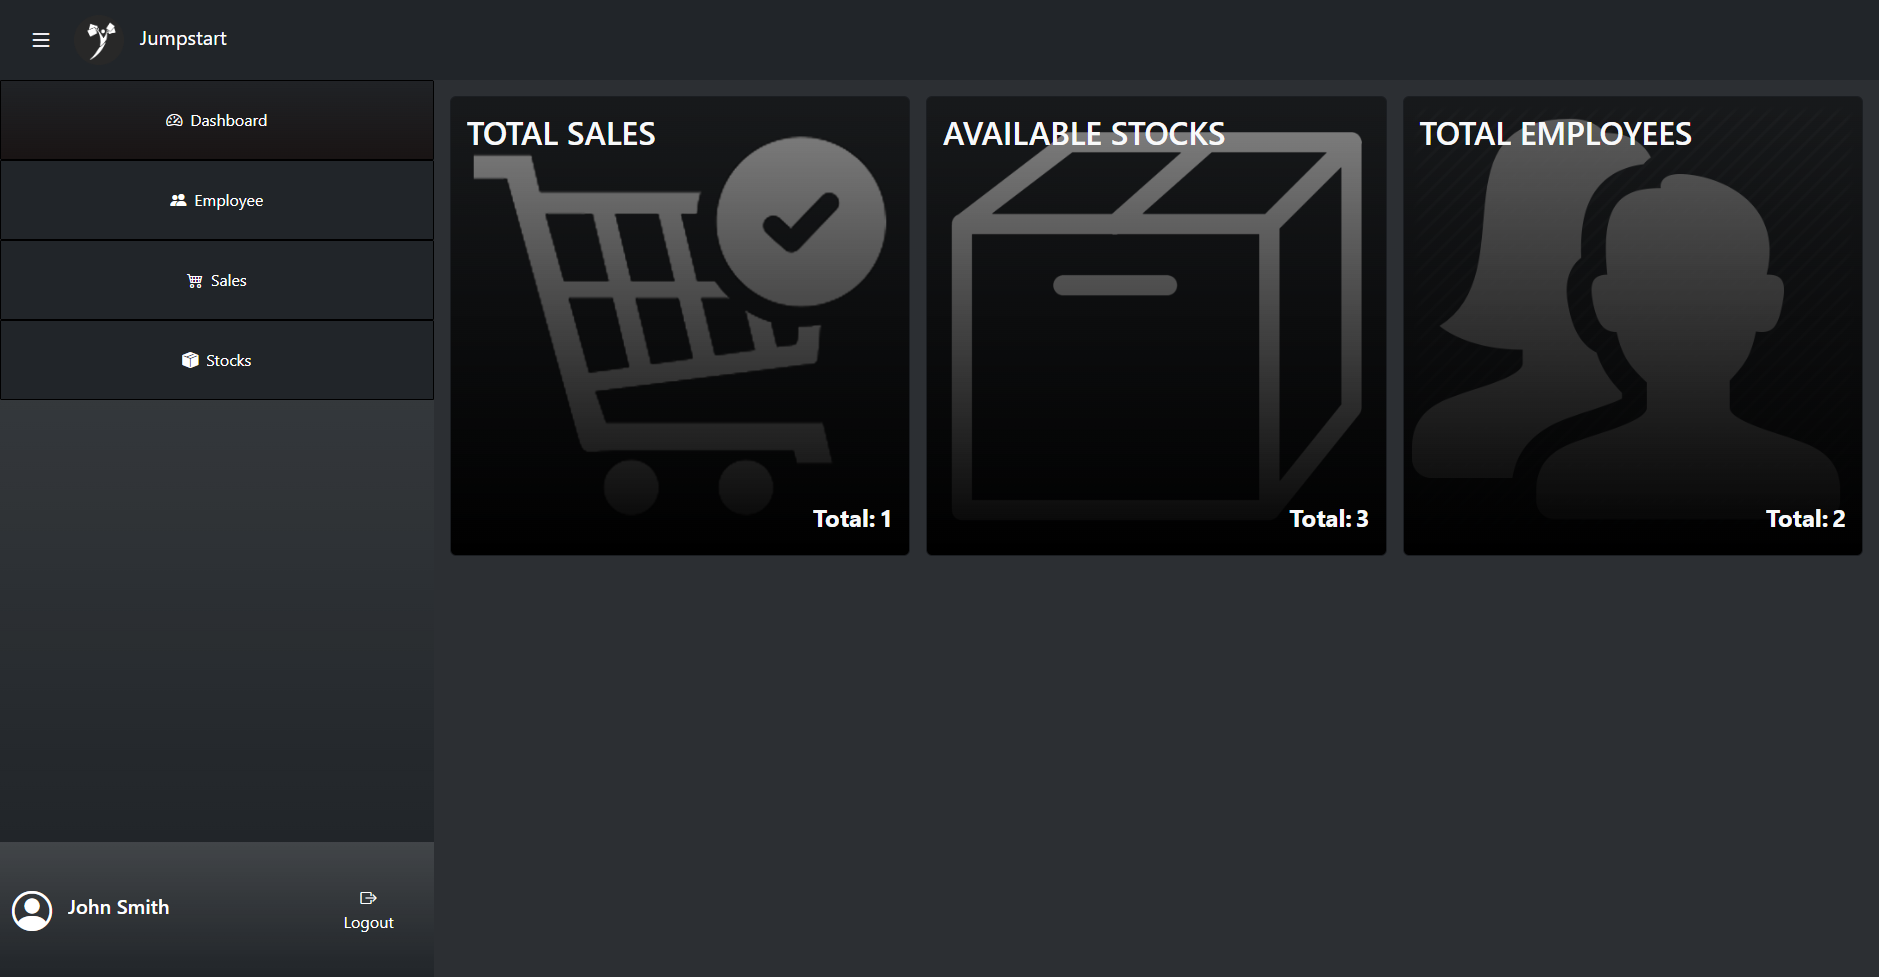 Jumpstart
Dashboard
Employee
Sales
Stocks
John Smith
Logout
TOTAL SALES
Total: 1
AVAILABLE STOCKS
Total: 3
TOTAL EMPLOYEES
Total: 2